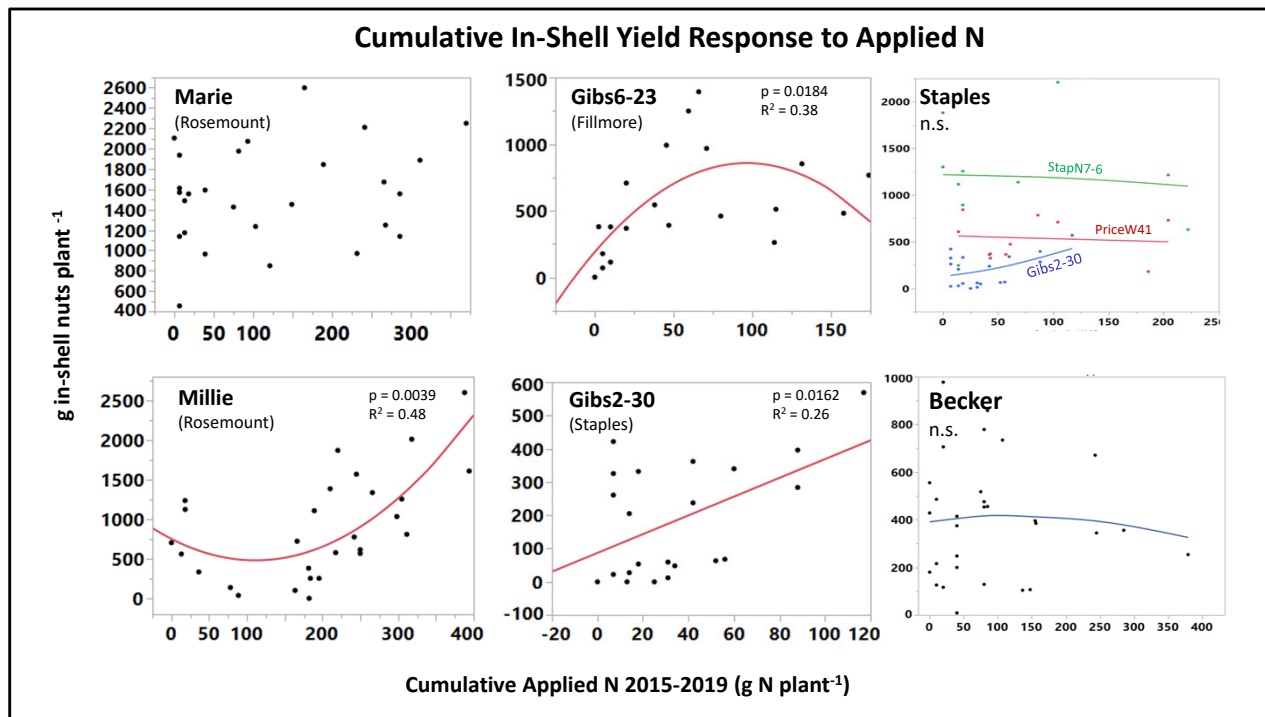 Cumulative In-Shell Yield Response to Applied N
g in-shell nuts plant -1
Marie
(Rosemount)
2600
2400
2200
2000
1800
1600
1400
1200
1000
800
600
400
0 100 200 300
Gibs6-23
(Fillmore)
p = 0.0184
R² = 0.38
1500
1000
500
0
0 50 100 150
Staples
n.s.
StapN7-6
PriceW41
Gibs2-30
2000
1500
1000
500
0
0 50 100 150 200 250
Millie
(Rosemount)
p = 0.0039
R² = 0.48
2500
2000
1500
1000
500
0
0 100 200 300 400
Gibs2-30
(Staples)
p = 0.0162
R² = 0.26
600
500
400
300
200
100
0
-100
-20 0 20 40 60 80 100 120
Becker
n.s.
1000
800
600
400
200
0
0 50 100 150 200 250 300 350 400
Cumulative Applied N 2015-2019 (g N plant-1)